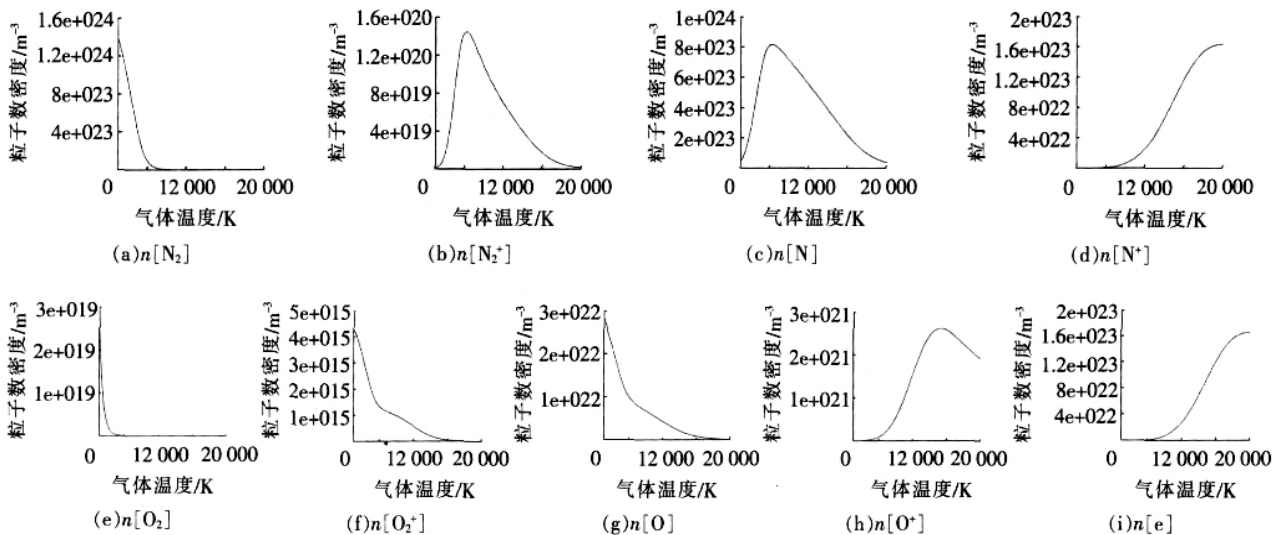 粒子数密度/m⁻³
1.6e+024
1.2e+024
8e+023
4e+023
0 12 000 20 000
气体温度/K
(a)n[N₂]
粒子数密度/m⁻³
1.6e+020
1.2e+020
8e+019
4e+019
0 12 000 20 000
气体温度/K
(b)n[N₂⁺]
粒子数密度/m⁻³
1e+024
8e+023
6e+023
4e+023
2e+023
0 12 000 20 000
气体温度/K
(c)n[N]
粒子数密度/m⁻³
2e+023
1.6e+023
1.2e+023
8e+022
4e+022
0 12 000 20 000
气体温度/K
(d)n[N⁺]
粒子数密度/m⁻³
3e+019
2e+019
1e+019
0 12 000 20 000
气体温度/K
(e)n[O₂]
粒子数密度/m⁻³
5e+015
4e+015
3e+015
2e+015
1e+015
0 12 000 20 000
气体温度/K
(f)n[O₂⁺]
粒子数密度/m⁻³
3e+022
2e+022
1e+022
0 12 000 20 000
气体温度/K
(g)n[O]
粒子数密度/m⁻³
3e+021
2e+021
1e+021
0 12 000 20 000
气体温度/K
(h)n[O⁺]
粒子数密度/m⁻³
2e+023
1.6e+023
1.2e+023
8e+022
4e+022
0 12 000 20 000
气体温度/K
(i)n[e]